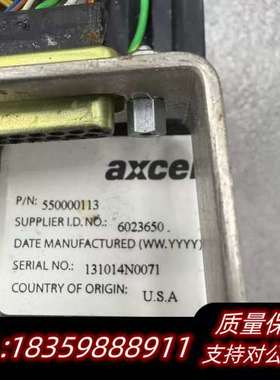 axcel
P/N: 550000113
SUPPLIER I.D. NO.: 6023650
DATE MANUFACTURED (WW.YYYY)
SERIAL NO.: 131014N0071
COUNTRY OF ORIGIN: U.S.A
:18359888911
质量保
支持对公